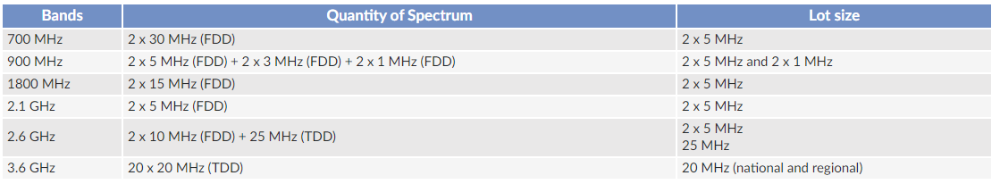 Bands Quantity of Spectrum Lot size
700 MHz 2 x 30 MHz (FDD) 2 x 5 MHz
900 MHz 2 x 5 MHz (FDD) + 2 x 3 MHz (FDD) + 2 x 1 MHz (FDD) 2 x 5 MHz and 2 x 1 MHz
1800 MHz 2 x 15 MHz (FDD) 2 x 5 MHz
2.1 GHz 2 x 5 MHz (FDD) 2 x 5 MHz
2.6 GHz 2 x 10 MHz (FDD) + 25 MHz (TDD) 2 x 5 MHz
25 MHz
3.6 GHz 20 x 20 MHz (TDD) 20 MHz (national and regional)